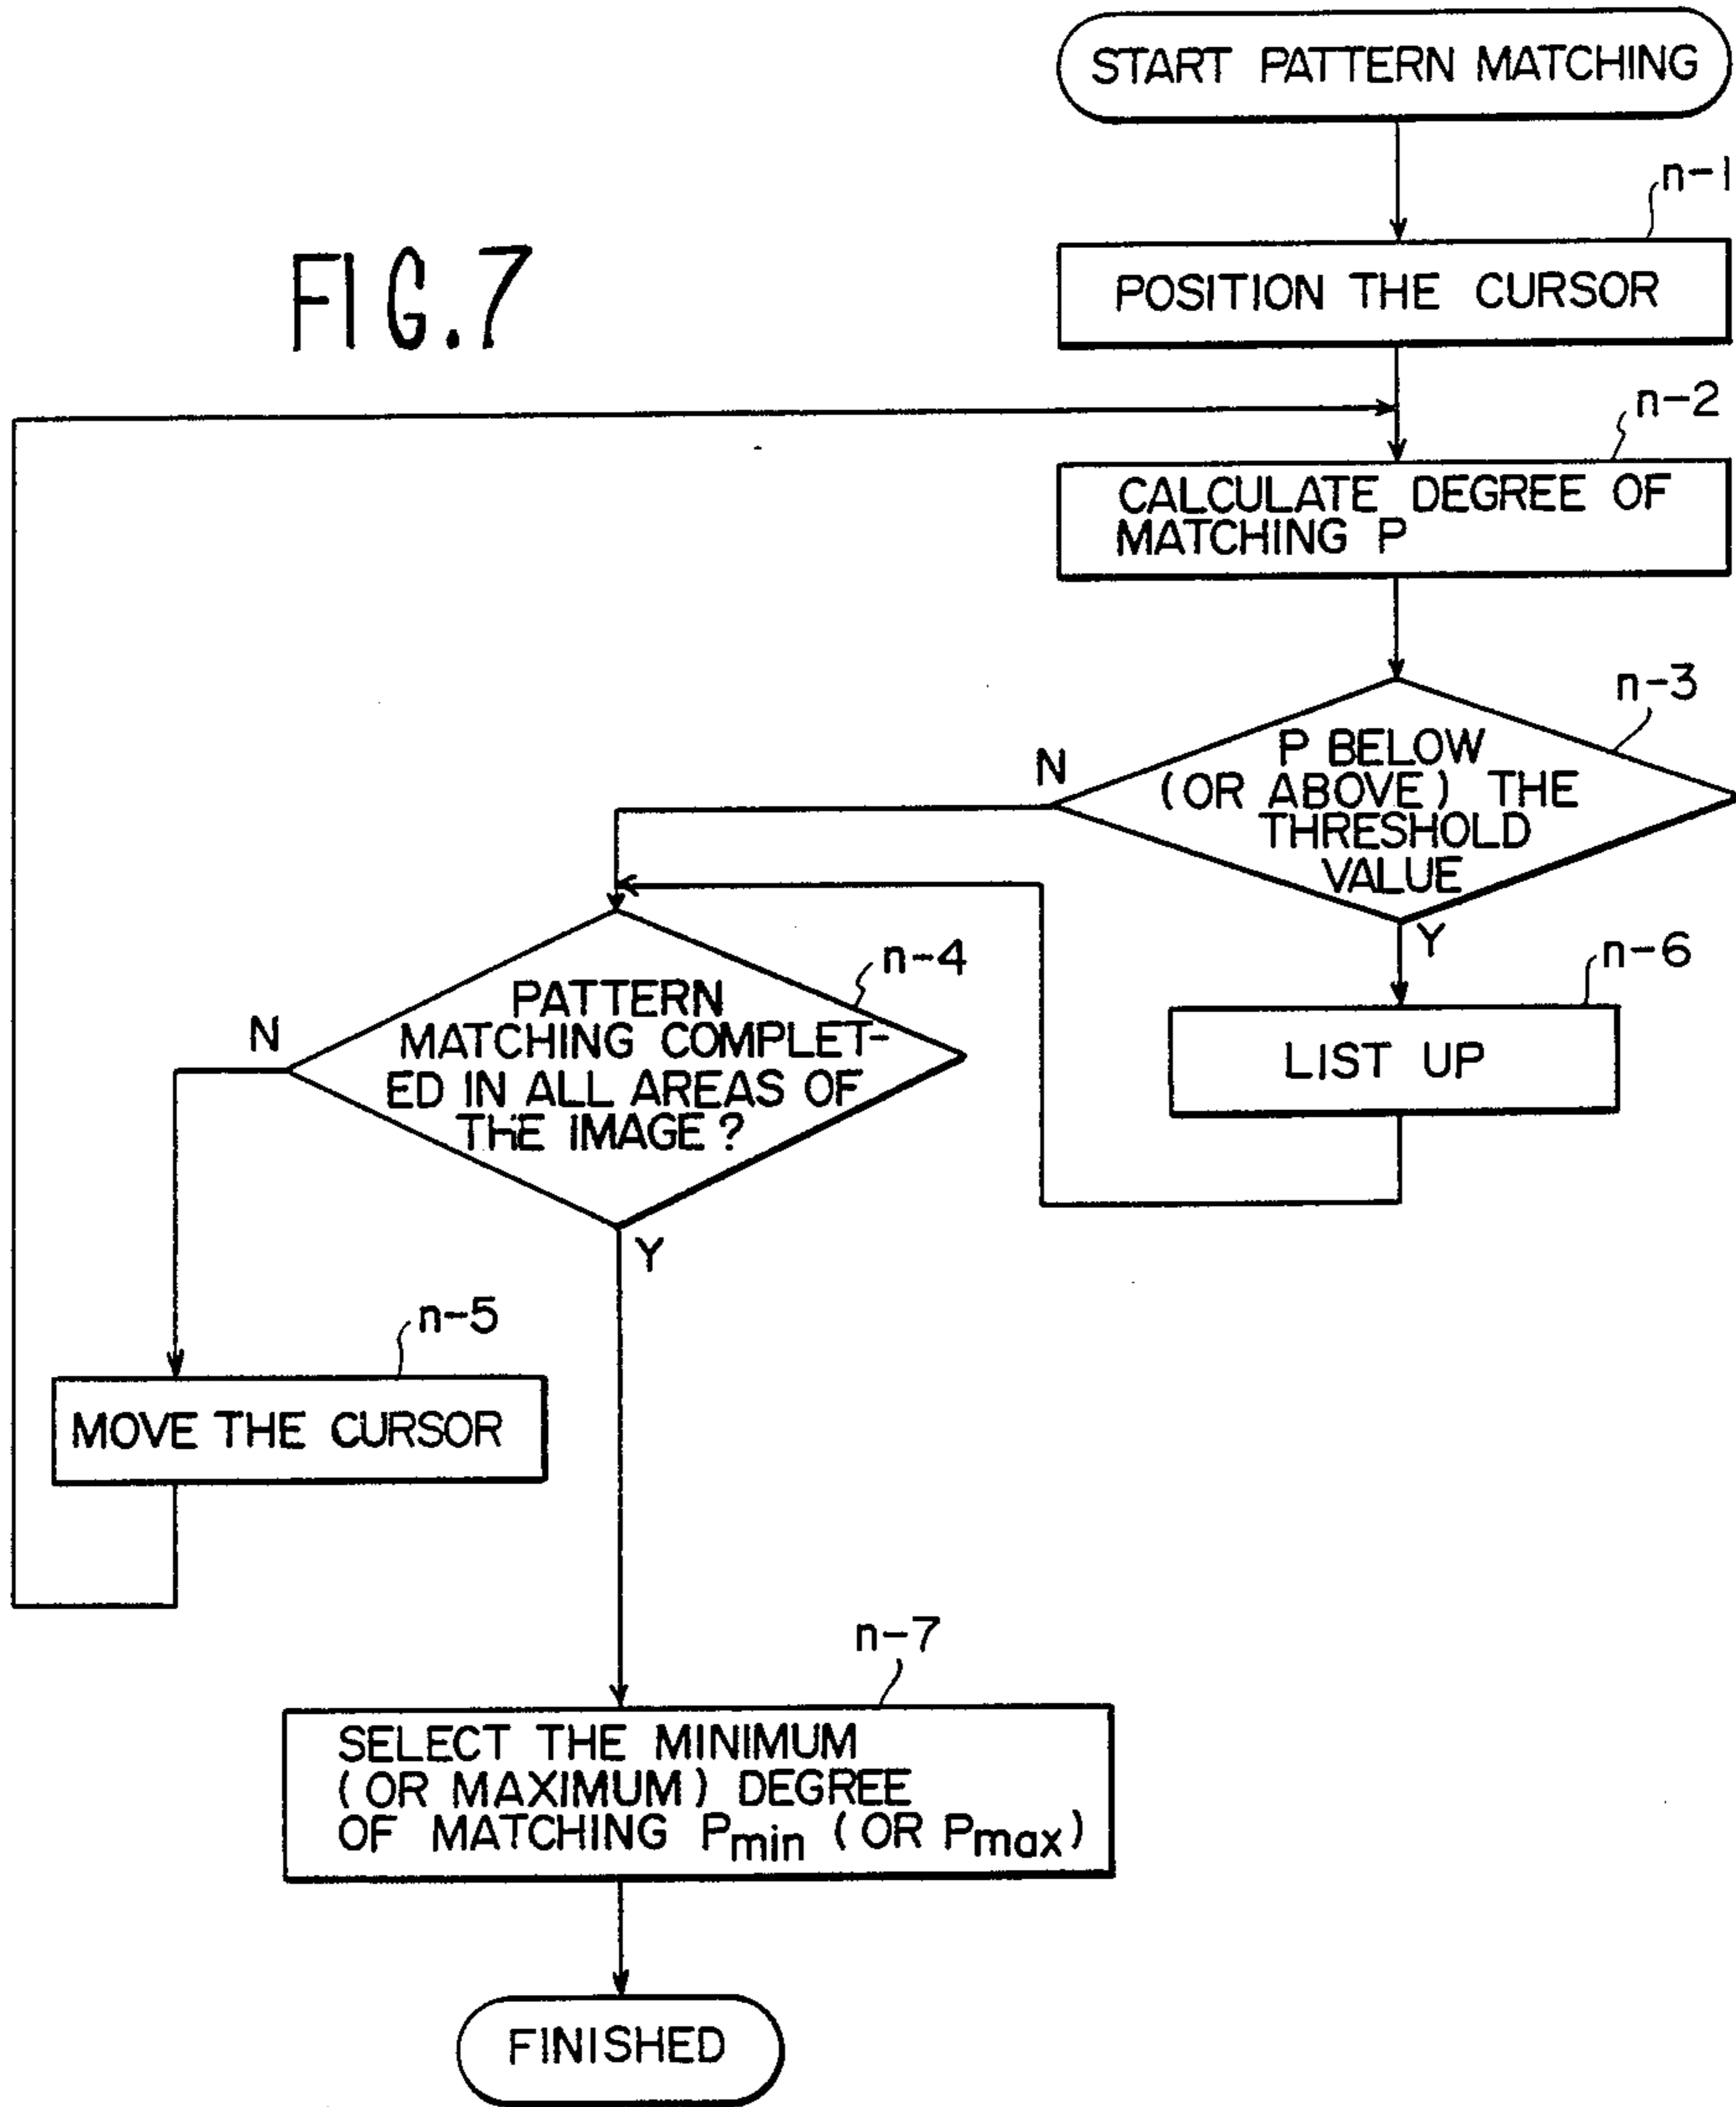 START PATTERN MATCHING
n-1
FIG.7
POSITION THE CURSOR
n-2
CALCULATE DEGREE OF
MATCHING P
n-3
P BELOW
(OR ABOVE) THE
THRESHOLD
VALUE
N
Y
n-6
LIST UP
n-4
PATTERN
MATCHING COMPLET-
ED IN ALL AREAS OF
THE IMAGE?
N
Y
n-5
MOVE THE CURSOR
n-7
SELECT THE MINIMUM
(OR MAXIMUM) DEGREE
OF MATCHING Pmin (OR Pmax)
FINISHED